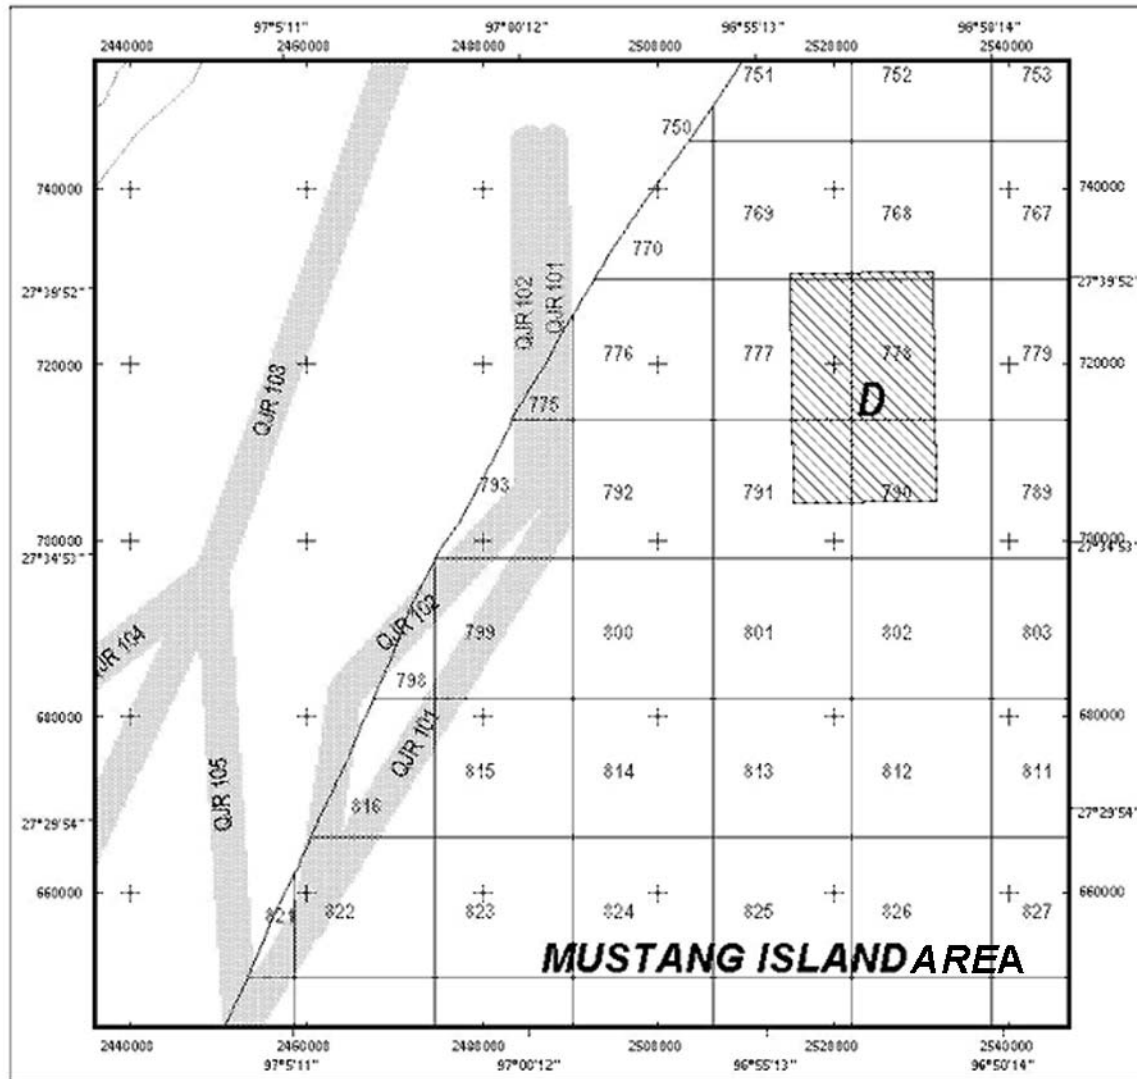 97°5'11" 97°00'12" 96°55'13" 96°50'14"
2440000 2460000 2480000 2500000 2520000 2540000
751 752 753
750
740000 740000
769 768 767
770
27°39'52" 27°39'52"
QJR 102
QJR 101
776 777 778 779
720000 720000
QJR 103
775
D
793 792 791 790 789
700000 700000
27°34'53" 27°34'53"
QJR 102
799 800 801 802 803
QJR 104
798
680000 680000
QJR 101
815 814 813 812 811
QJR 105
816
27°29'54" 27°29'54"
660000 660000
821 822 823 824 825 826 827
MUSTANG ISLAND AREA
2440000 2460000 2480000 2500000 2520000 2540000
97°5'11" 97°00'12" 96°55'13" 96°50'14"